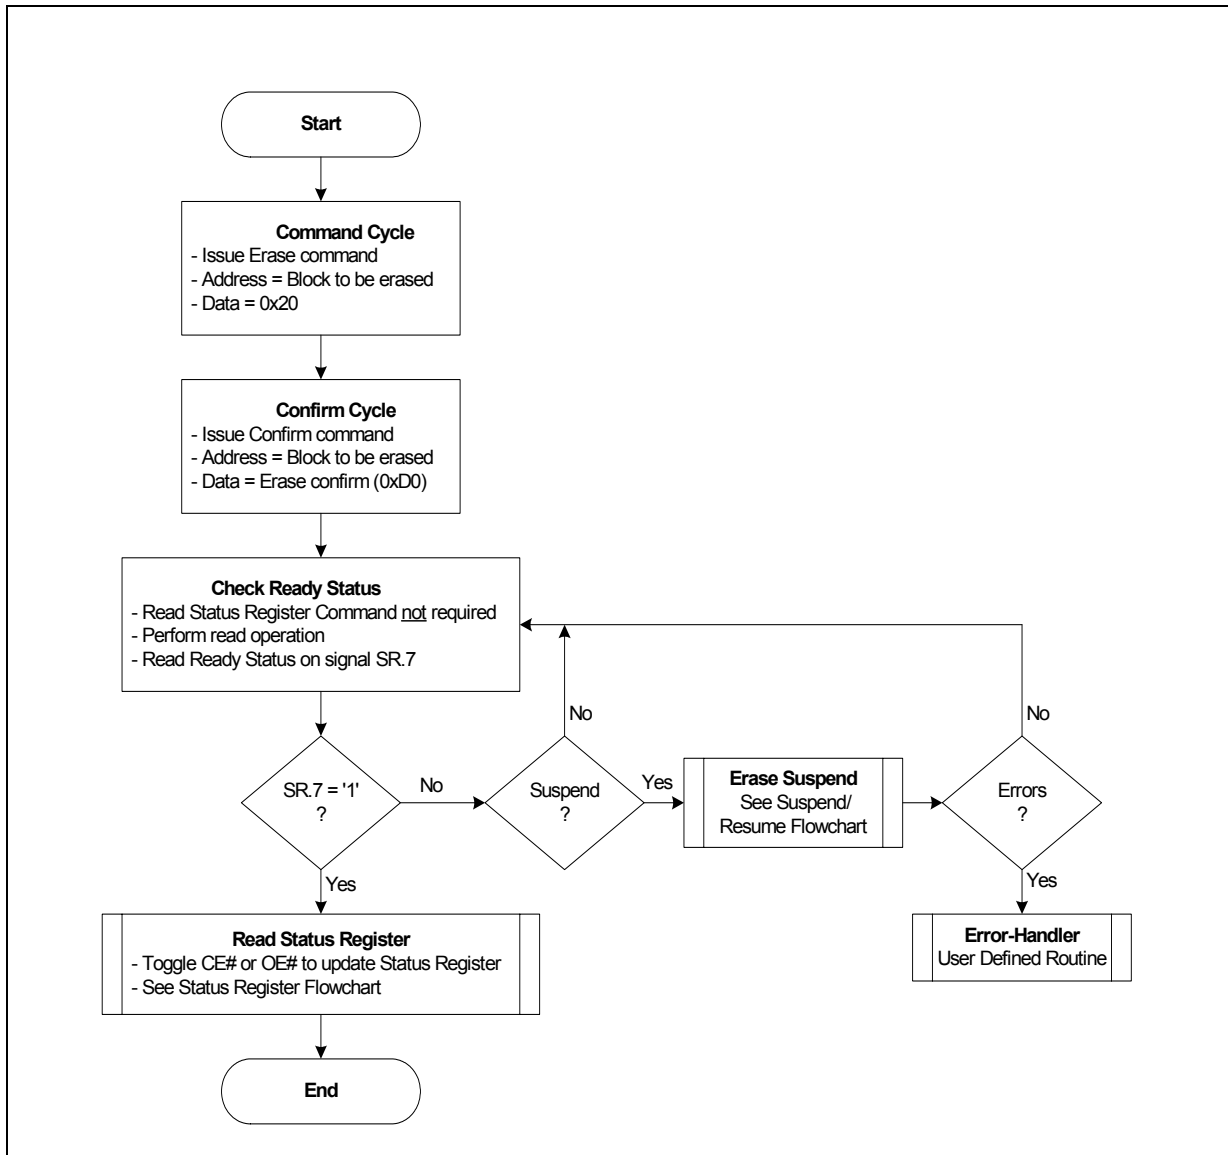 Start
Command Cycle
- Issue Erase command
- Address = Block to be erased
- Data = 0x20
Confirm Cycle
- Issue Confirm command
- Address = Block to be erased
- Data = Erase confirm (0xD0)
Check Ready Status
- Read Status Register Command not required
- Perform read operation
- Read Ready Status on signal SR.7
No
No
SR.7 = '1'
?
No
Suspend
?
Yes
Erase Suspend
See Suspend/
Resume Flowchart
Errors
?
Yes
Yes
Read Status Register
- Toggle CE# or OE# to update Status Register
- See Status Register Flowchart
Error-Handler
User Defined Routine
End